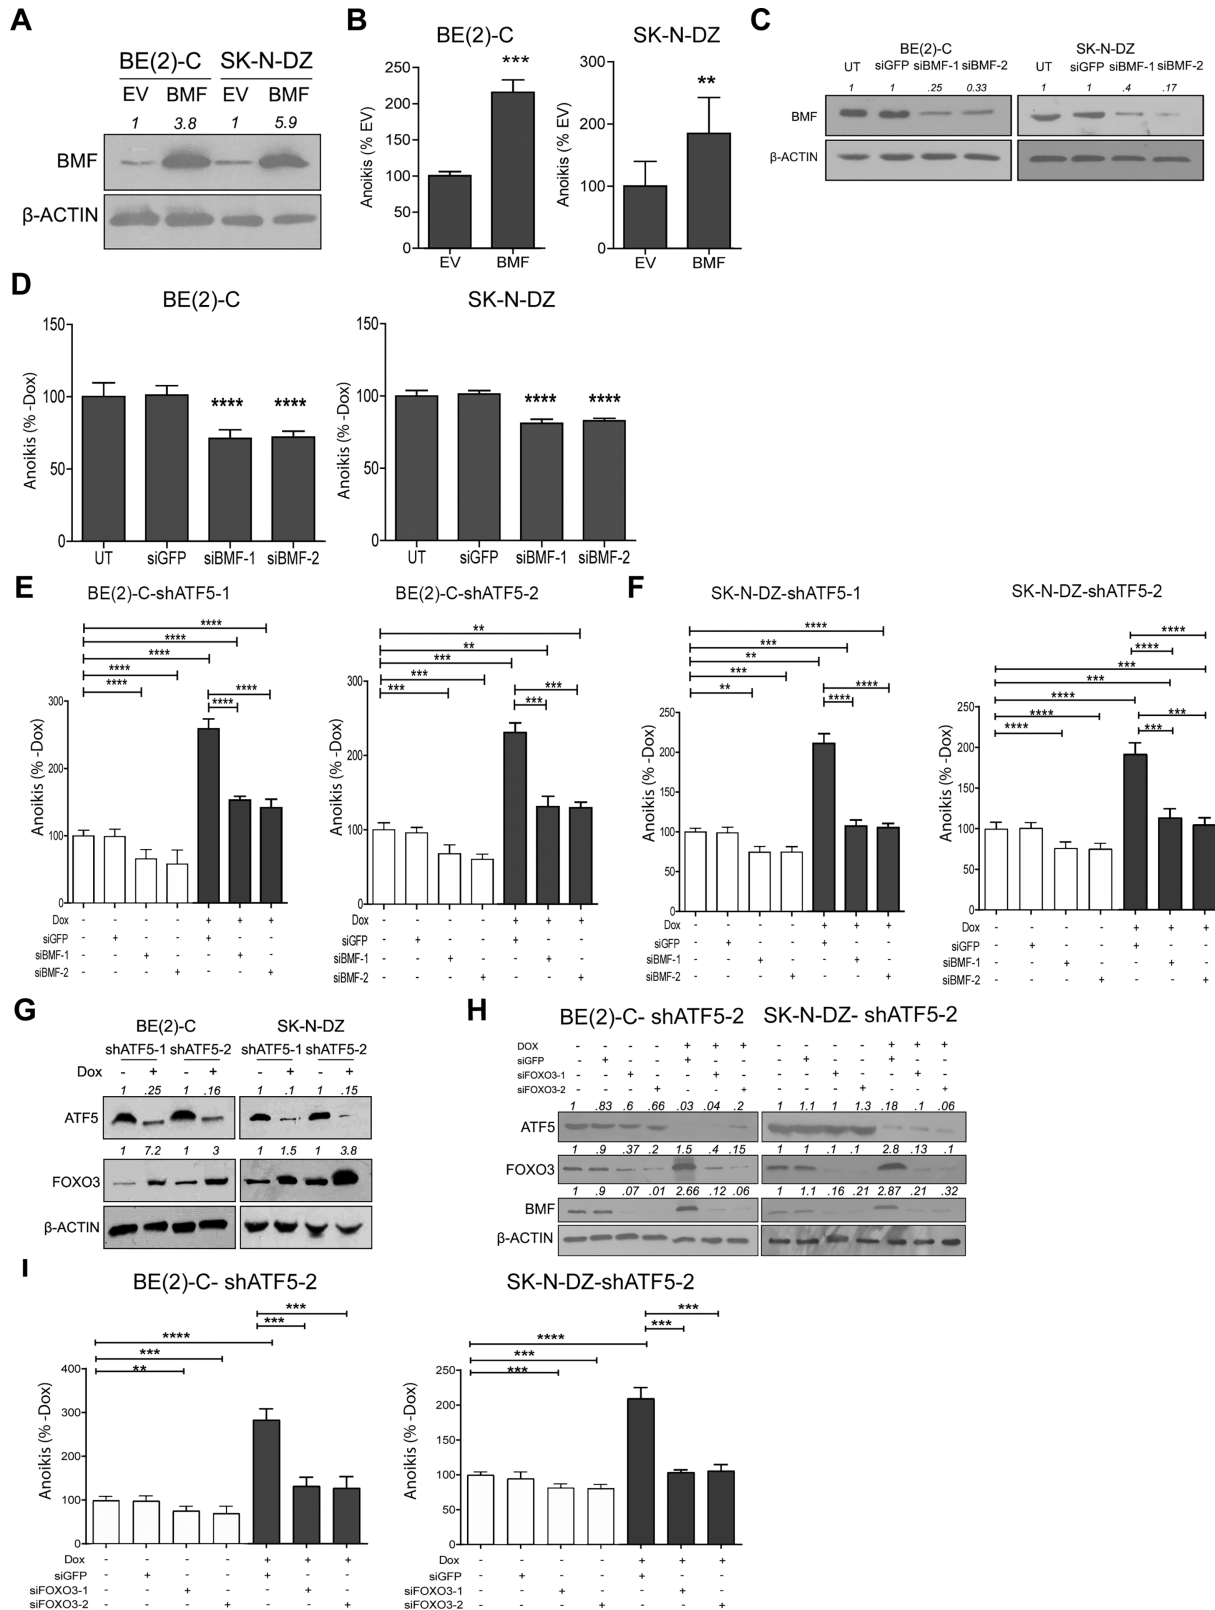 A
BE(2)-C SK-N-DZ
EV BMF EV BMF
1 3.8 1 5.9
BMF
β-ACTIN
B
BE(2)-C
***
Anoikis (% EV)
250
200
150
100
50
0
EV BMF
SK-N-DZ
**
Anoikis (% EV)
300
200
100
0
EV BMF
C
BE(2)-C SK-N-DZ
UT siGFP siBMF-1 siBMF-2 UT siGFP siBMF-1 siBMF-2
1 1 .25 0.33 1 1 .4 .17
BMF
β-ACTIN
D
BE(2)-C
Anoikis (% -Dox)
150
100
50
0
**** ****
UT siGFP siBMF-1 siBMF-2
SK-N-DZ
Anoikis (% -Dox)
150
100
50
0
**** ****
UT siGFP siBMF-1 siBMF-2
E
BE(2)-C-shATF5-1
****
****
****
****
****
****
****
Anoikis (% -Dox)
300
200
100
0
Dox - - - - + + +
siGFP - + - - + - -
siBMF-1 - - + - - + -
siBMF-2 - - - + - - +
BE(2)-C-shATF5-2
**
**
***
***
***
***
***
Anoikis (% -Dox)
300
200
100
0
Dox - - - - + + +
siGFP - + - - + - -
siBMF-1 - - + - - + -
siBMF-2 - - - + - - +
F
SK-N-DZ-shATF5-1
****
***
**
***
**
****
****
Anoikis (% -Dox)
250
200
150
100
50
0
Dox - - - - + + +
siGFP - + - - + - -
siBMF-1 - - + - - + -
siBMF-2 - - - + - - +
SK-N-DZ-shATF5-2
****
****
***
***
****
****
****
***
***
Anoikis (% -Dox)
250
200
150
100
50
0
Dox - - - - + + +
siGFP - + - - + - -
siBMF-1 - - + - - + -
siBMF-2 - - - + - - +
G
BE(2)-C SK-N-DZ
shATF5-1 shATF5-2 shATF5-1 shATF5-2
Dox - + - + - + - +
1 .25 1 .16 1 .1 1 .15
ATF5
1 7.2 1 3 1 1.5 1 3.8
FOXO3
β-ACTIN
H
BE(2)-C- shATF5-2 SK-N-DZ- shATF5-2
DOX - - - - + + + - - - - + + +
siGFP - + - - + - - - + - - + - -
siFOXO3-1 - - + - - + - - - + - - + -
siFOXO3-2 - - - + - - + - - - + - - +
1 .83 .6 .66 .03 .04 .2 1 1.1 1 1.3 .18 .1 .06
ATF5
1 .9 .37 .2 1.5 .4 .15 1 1 .1 .1 2.8 .13 .1
FOXO3
1 .9 .07 .01 2.66 .12 .06 1 1.1 .16 .21 2.87 .21 .32
BMF
β-ACTIN
I
BE(2)-C- shATF5-2
***
***
****
***
**
Anoikis (% -Dox)
400
300
200
100
0
Dox - - - - + + +
siGFP - + - - + - -
siFOXO3-1 - - + - - + -
siFOXO3-2 - - - + - - +
SK-N-DZ-shATF5-2
***
***
****
***
***
Anoikis (% -Dox)
250
200
150
100
50
0
Dox - - - - + + +
siGFP - + - - + - -
siFOXO3-1 - - + - - + -
siFOXO3-2 - - - + - - +